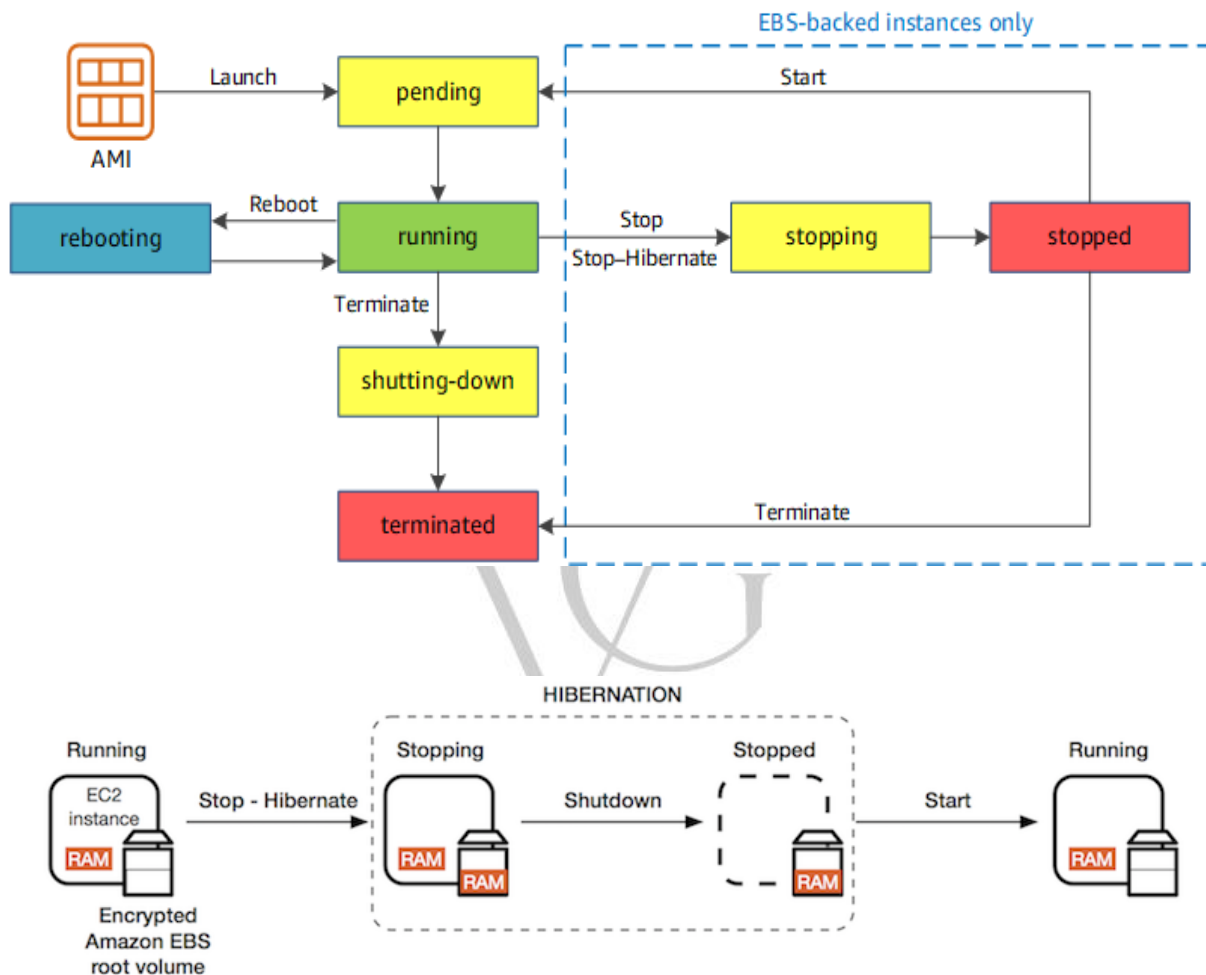 EBS-backed instances only
Launch
pending
Start
AMI
Reboot
rebooting
running
Stop
Stop–Hibernate
stopping
stopped
Terminate
shutting-down
terminated
Terminate
VG
HIBERNATION
Running
Stopping
Stopped
Running
EC2
instance
Stop - Hibernate
Shutdown
Start
RAM
RAM
RAM
RAM
RAM
Encrypted
Amazon EBS
root volume